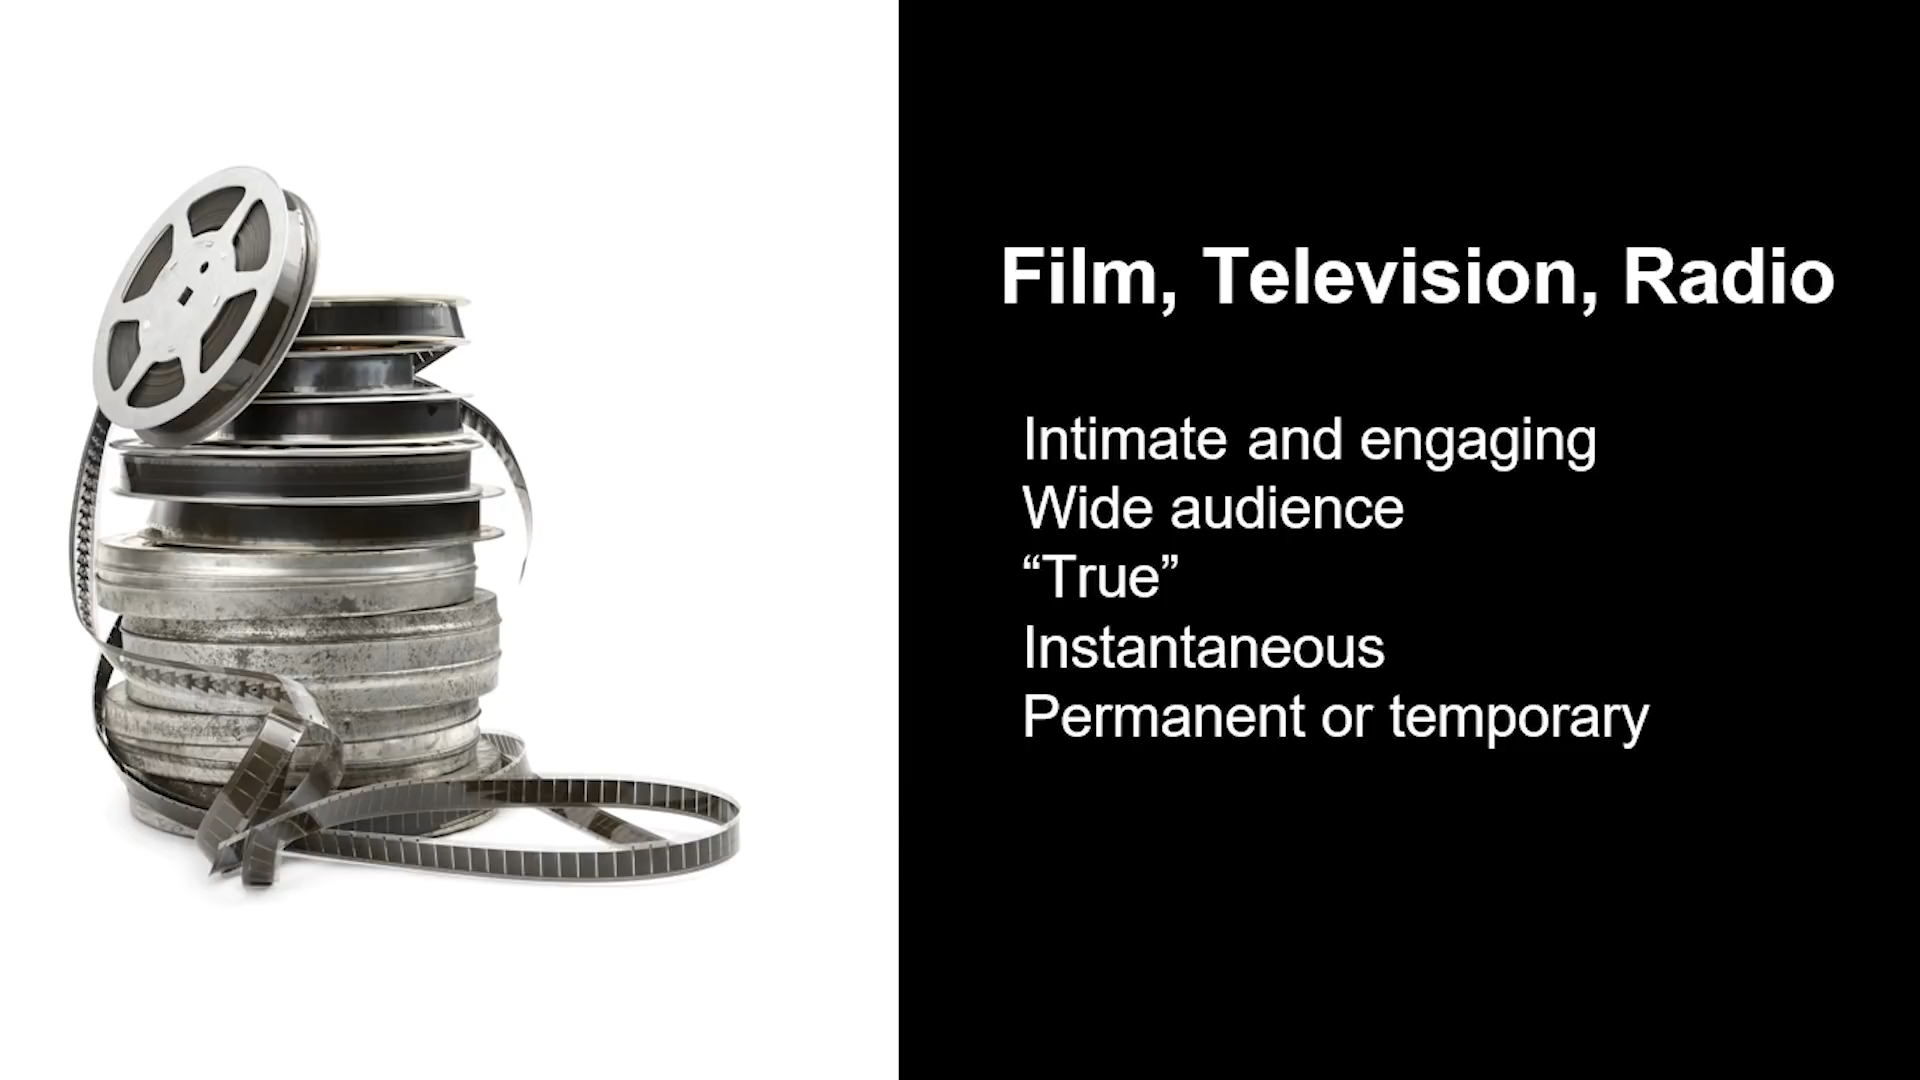 Film, Television, Radio
Intimate and engaging
Wide audience
“True”
Instantaneous
Permanent or temporary